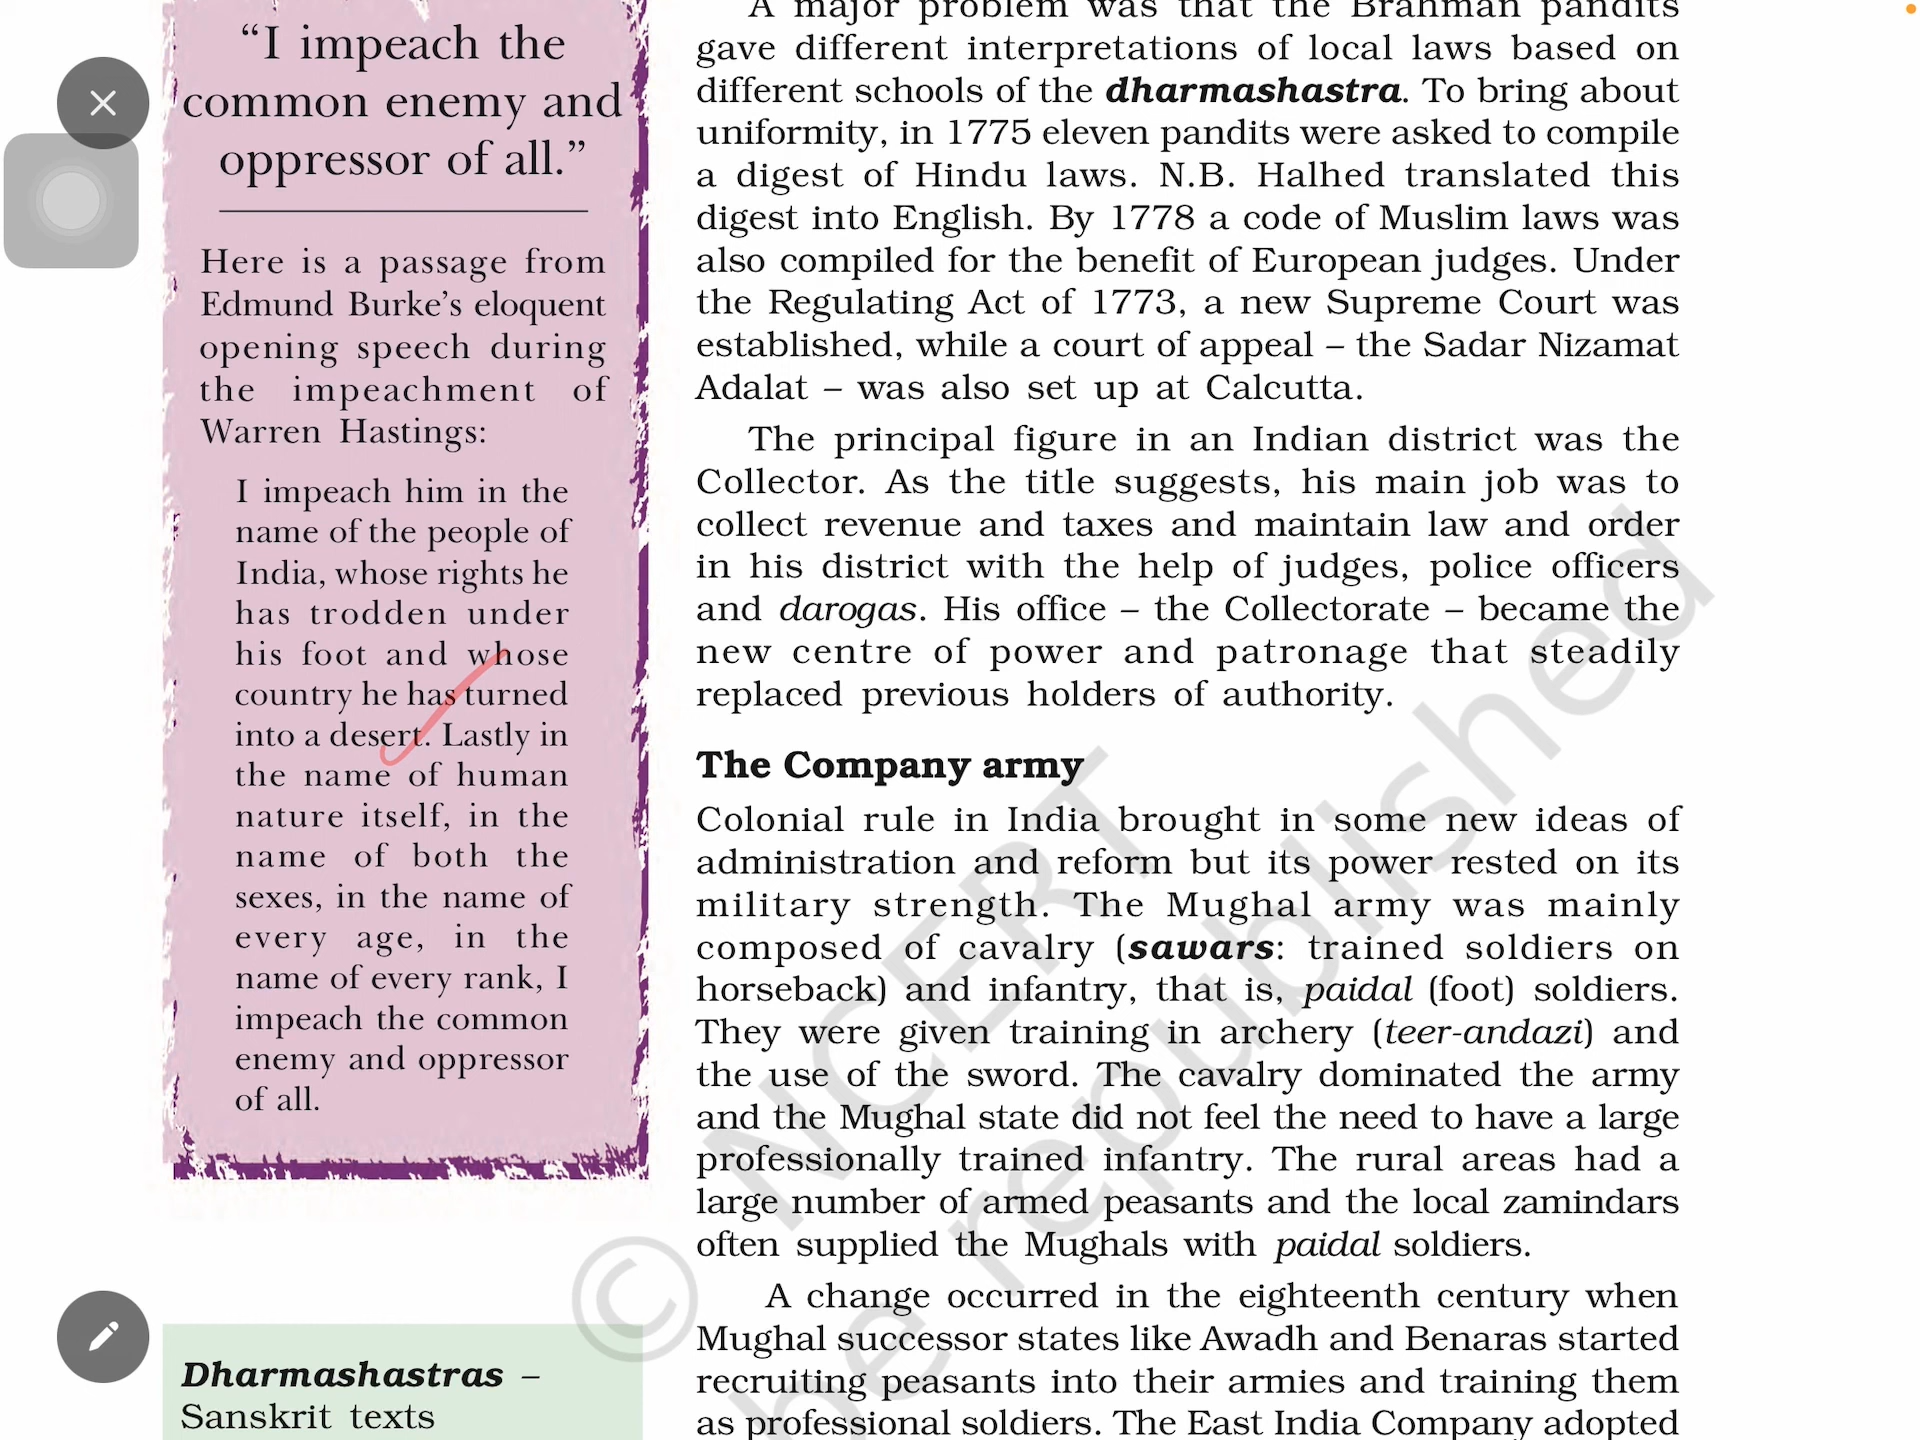 “I impeach the
common enemy and
oppressor of all.”
Here is a passage from
Edmund Burke’s eloquent
opening speech during
the impeachment of
Warren Hastings:
I impeach him in the
name of the people of
India, whose rights he
has trodden under
his foot and whose
country he has turned
into a desert. Lastly in
the name of human
nature itself, in the
name of both the
sexes, in the name of
every age, in the
name of every rank, I
impeach the common
enemy and oppressor
of all.
Dharmashastras –
Sanskrit texts
A major problem was that the Brahman pandits
gave different interpretations of local laws based on
different schools of the dharmashastra. To bring about
uniformity, in 1775 eleven pandits were asked to compile
a digest of Hindu laws. N.B. Halhed translated this
digest into English. By 1778 a code of Muslim laws was
also compiled for the benefit of European judges. Under
the Regulating Act of 1773, a new Supreme Court was
established, while a court of appeal – the Sadar Nizamat
Adalat – was also set up at Calcutta.
The principal figure in an Indian district was the
Collector. As the title suggests, his main job was to
collect revenue and taxes and maintain law and order
in his district with the help of judges, police officers
and darogas. His office – the Collectorate – became the
new centre of power and patronage that steadily
replaced previous holders of authority.
The Company army
Colonial rule in India brought in some new ideas of
administration and reform but its power rested on its
military strength. The Mughal army was mainly
composed of cavalry (sawars: trained soldiers on
horseback) and infantry, that is, paidal (foot) soldiers.
They were given training in archery (teer-andazi) and
the use of the sword. The cavalry dominated the army
and the Mughal state did not feel the need to have a large
professionally trained infantry. The rural areas had a
large number of armed peasants and the local zamindars
often supplied the Mughals with paidal soldiers.
A change occurred in the eighteenth century when
Mughal successor states like Awadh and Benaras started
recruiting peasants into their armies and training them
as professional soldiers. The East India Company adopted
© NCERT
be republished